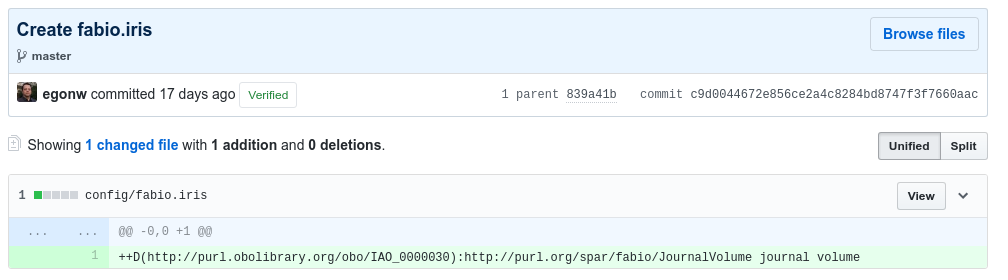 Create fabio.iris
Browse files
master
egonw committed 17 days ago Verified
1 parent 839a41b commit c9d0044672e856ce2a4c8284bd8747f3f7660aac
Showing 1 changed file with 1 addition and 0 deletions.
Unified Split
1 config/fabio.iris
View
... ... @@ -0,0 +1 @@
1 ++D(http://purl.obolibrary.org/obo/IAO_0000030):http://purl.org/spar/fabio/JournalVolume journal volume